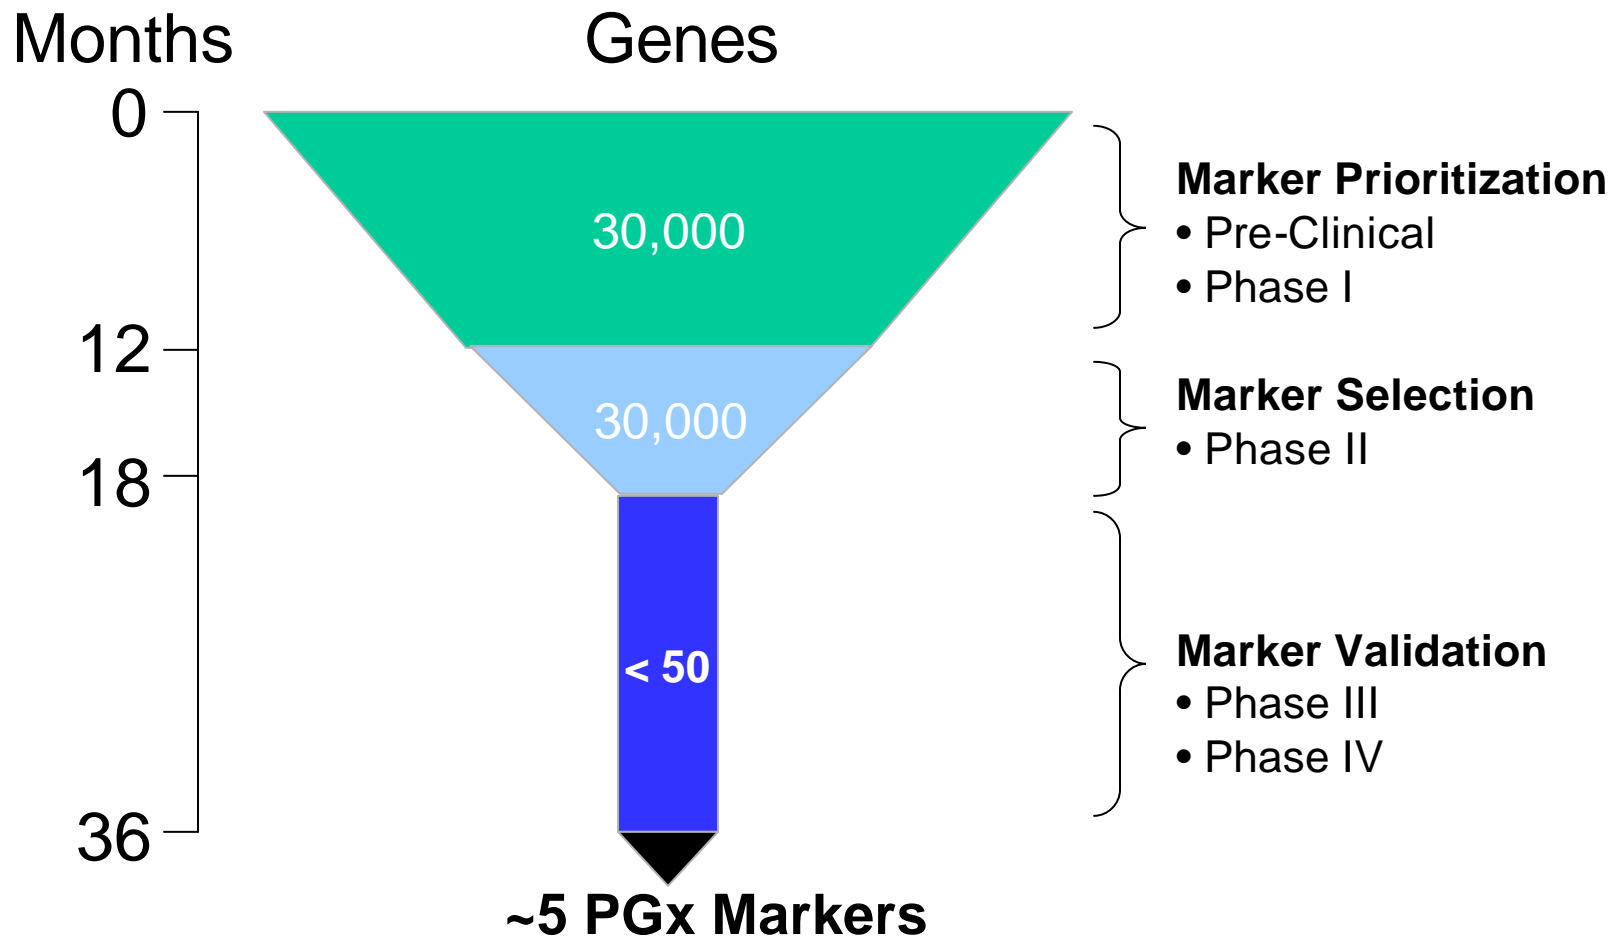 Months
Genes
0
30,000
Marker Prioritization
• Pre-Clinical
• Phase I
12
30,000
Marker Selection
• Phase II
18
< 50
Marker Validation
• Phase III
• Phase IV
36
~5 PGx Markers